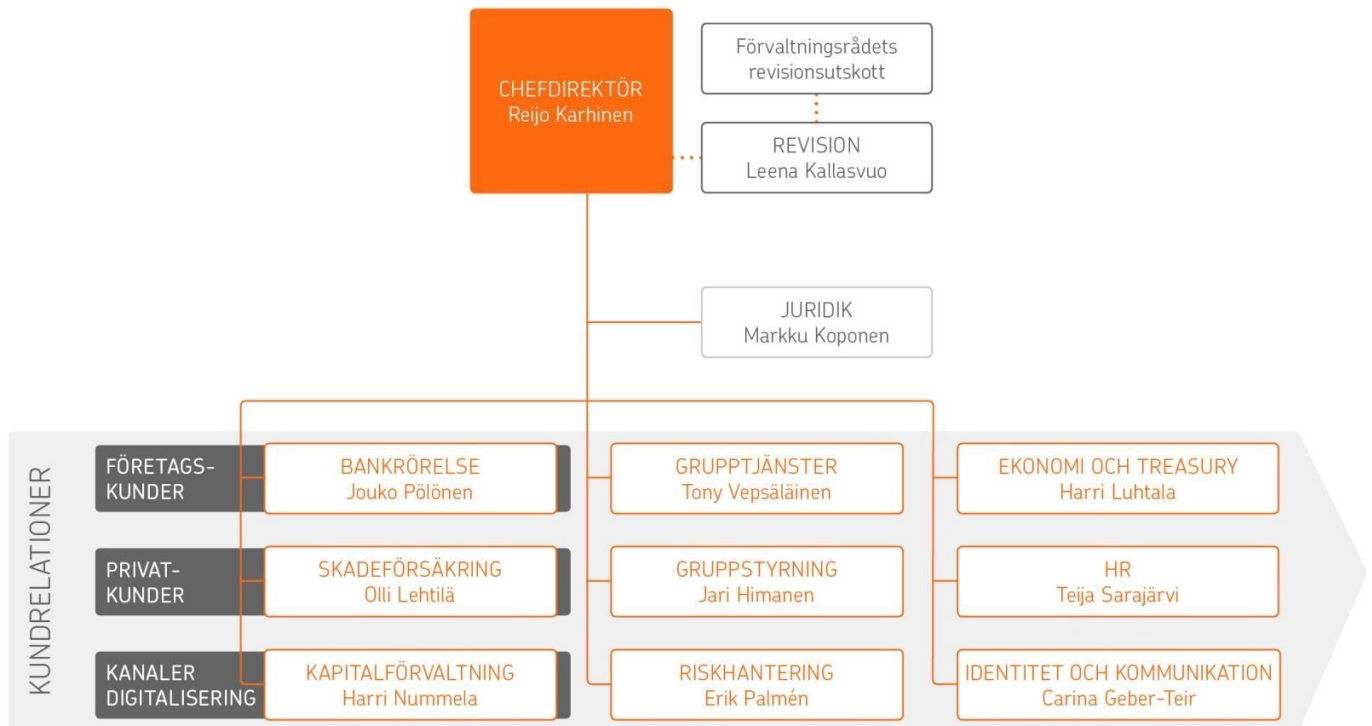 CHEFDIREKTÖR
Reijo Karhinen
Förvaltningsrådets
revisionsutskott
REVISION
Leena Kallasvuo
JURIDIK
Markku Koponen
KUNDRELATIONER
FÖRETAGS-
KUNDER
BANKRÖRELSE
Jouko Pölönen
GRUPPTJÄNSTER
Tony Vepsäläinen
EKONOMI OCH TREASURY
Harri Luhtala
PRIVAT-
KUNDER
SKADEFÖRSÄKRING
Olli Lehtilä
GRUPPSTYRNING
Jari Himanen
HR
Teija Sarajärvi
KANALER
DIGITALISERING
KAPITALFÖRVALTNING
Harri Nummela
RISKHANTERING
Erik Palmén
IDENTITET OCH KOMMUNIKATION
Carina Geber-Teir